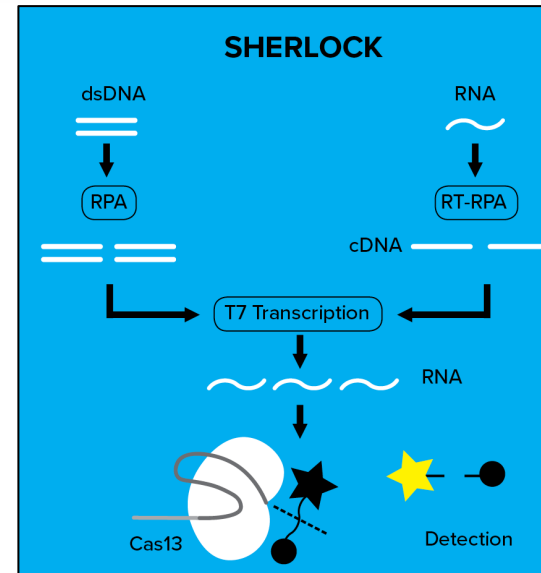 SHERLOCK
dsDNA
RNA
RPA
RT-RPA
cDNA
T7 Transcription
RNA
Cas13
Detection